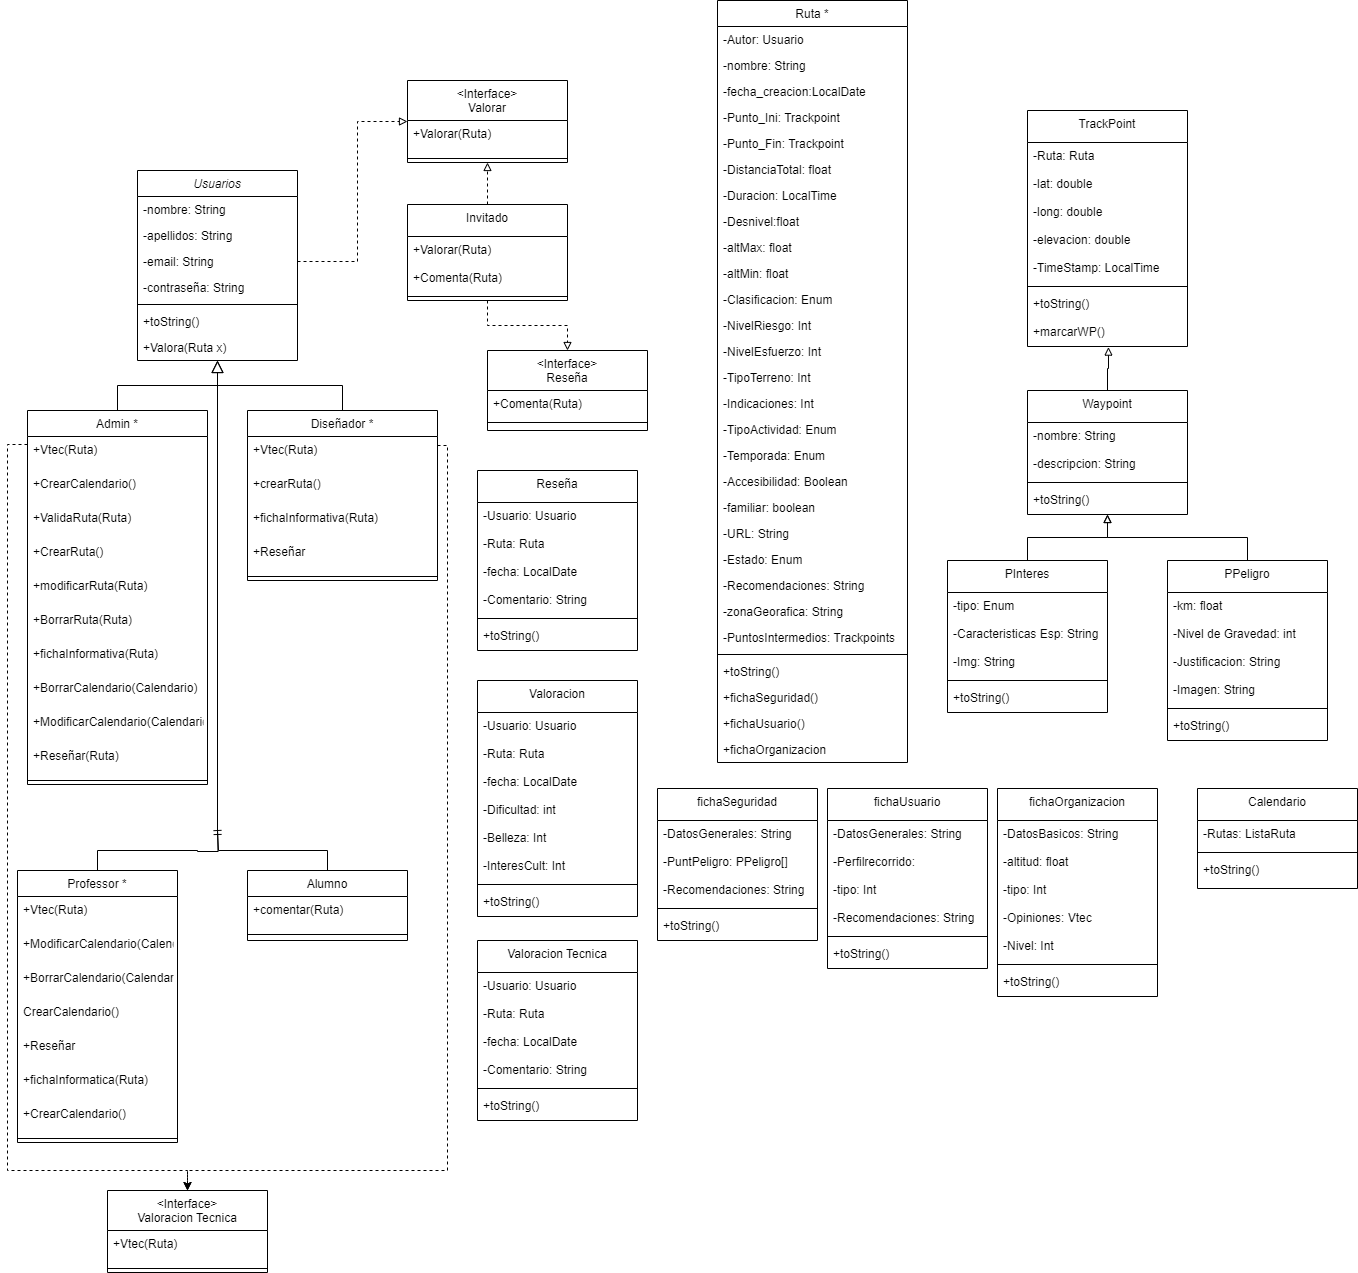 Ruta *
-Autor: Usuario
-nombre: String
-fecha_creacion:LocalDate
-Punto_Ini: Trackpoint
-Punto_Fin: Trackpoint
-DistanciaTotal: float
-Duracion: LocalTime
-Desnivel:float
-altMax: float
-altMin: float
-Clasificacion: Enum
-NivelRiesgo: Int
-NivelEsfuerzo: Int
-TipoTerreno: Int
-Indicaciones: Int
-TipoActividad: Enum
-Temporada: Enum
-Accesibilidad: Boolean
-familiar: boolean
-URL: String
-Estado: Enum
-Recomendaciones: String
-zonaGeorafica: String
-PuntosIntermedios: Trackpoints
+toString()
+fichaSeguridad()
+fichaUsuario()
+fichaOrganizacion
<Interface>
Valorar
+Valorar(Ruta)
Usuarios
-nombre: String
-apellidos: String
-email: String
-contraseña: String
+toString()
+Valora(Ruta x)
Invitado
+Valorar(Ruta)
+Comenta(Ruta)
<Interface>
Reseña
+Comenta(Ruta)
TrackPoint
-Ruta: Ruta
-lat: double
-long: double
-elevacion: double
-TimeStamp: LocalTime
+toString()
+marcarWP()
Waypoint
-nombre: String
-descripcion: String
+toString()
PInteres
-tipo: Enum
-Caracteristicas Esp: String
-Img: String
+toString()
PPeligro
-km: float
-Nivel de Gravedad: int
-Justificacion: String
-Imagen: String
+toString()
Admin *
+Vtec(Ruta)
+CrearCalendario()
+ValidaRuta(Ruta)
+CrearRuta()
+modificarRuta(Ruta)
+BorrarRuta(Ruta)
+fichaInformativa(Ruta)
+BorrarCalendario(Calendario)
+ModificarCalendario(Calendari
+Reseñar(Ruta)
Diseñador *
+Vtec(Ruta)
+crearRuta()
+fichaInformativa(Ruta)
+Reseñar
Reseña
-Usuario: Usuario
-Ruta: Ruta
-fecha: LocalDate
-Comentario: String
+toString()
Valoracion
-Usuario: Usuario
-Ruta: Ruta
-fecha: LocalDate
-Dificultad: int
-Belleza: Int
-InteresCult: Int
+toString()
Valoracion Tecnica
-Usuario: Usuario
-Ruta: Ruta
-fecha: LocalDate
-Comentario: String
+toString()
fichaSeguridad
-DatosGenerales: String
-PuntPeligro: PPeligro[]
-Recomendaciones: String
+toString()
fichaUsuario
-DatosGenerales: String
-Perfilrecorrido:
-tipo: Int
-Recomendaciones: String
+toString()
fichaOrganizacion
-DatosBasicos: String
-altitud: float
-tipo: Int
-Opiniones: Vtec
-Nivel: Int
+toString()
Calendario
-Rutas: ListaRuta
+toString()
Professor *
+Vtec(Ruta)
+ModificarCalendario(Calen
+BorrarCalendario(Calendar
CrearCalendario()
+Reseñar
+fichaInformatica(Ruta)
+CrearCalendario()
Alumno
+comentar(Ruta)
<Interface>
Valoracion Tecnica
+Vtec(Ruta)